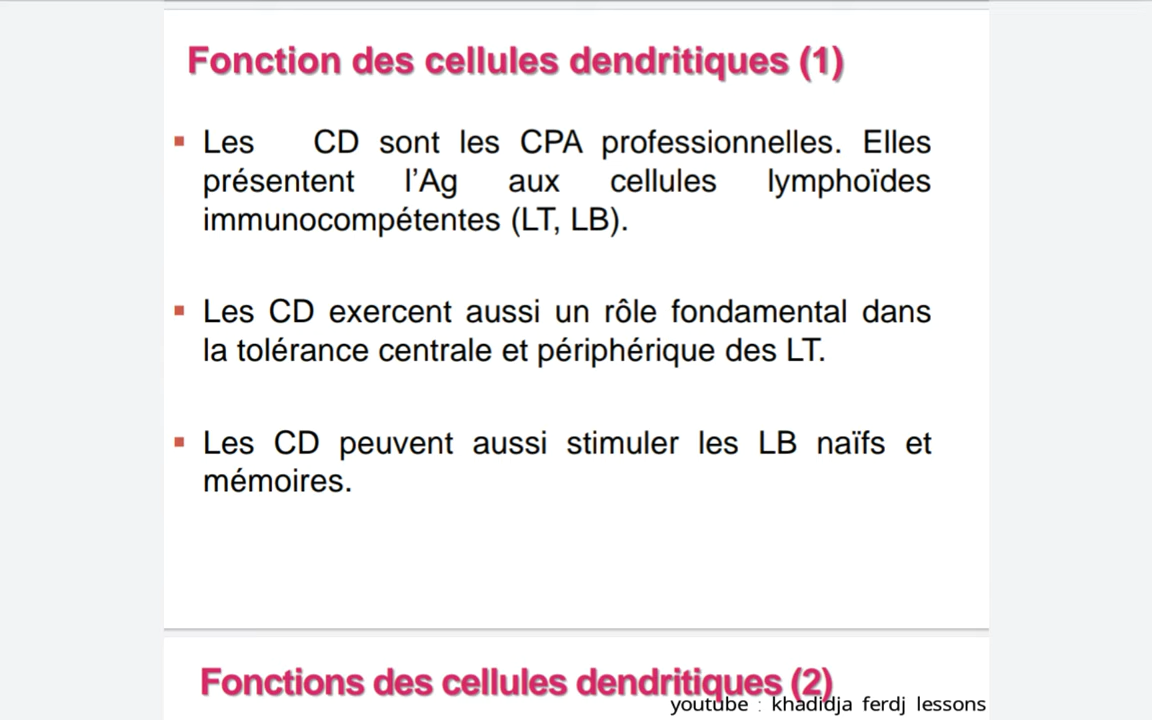 Fonction des cellules dendritiques (1)
Les CD sont les CPA professionnelles. Elles
présentent l'Ag aux cellules lymphoïdes
immunocompétentes (LT, LB).
Les CD exercent aussi un rôle fondamental dans
la tolérance centrale et périphérique des LT.
Les CD peuvent aussi stimuler les LB naïfs et
mémoires.
Fonctions des cellules dendritiques (2)
youtube : khadidja ferdj lessons